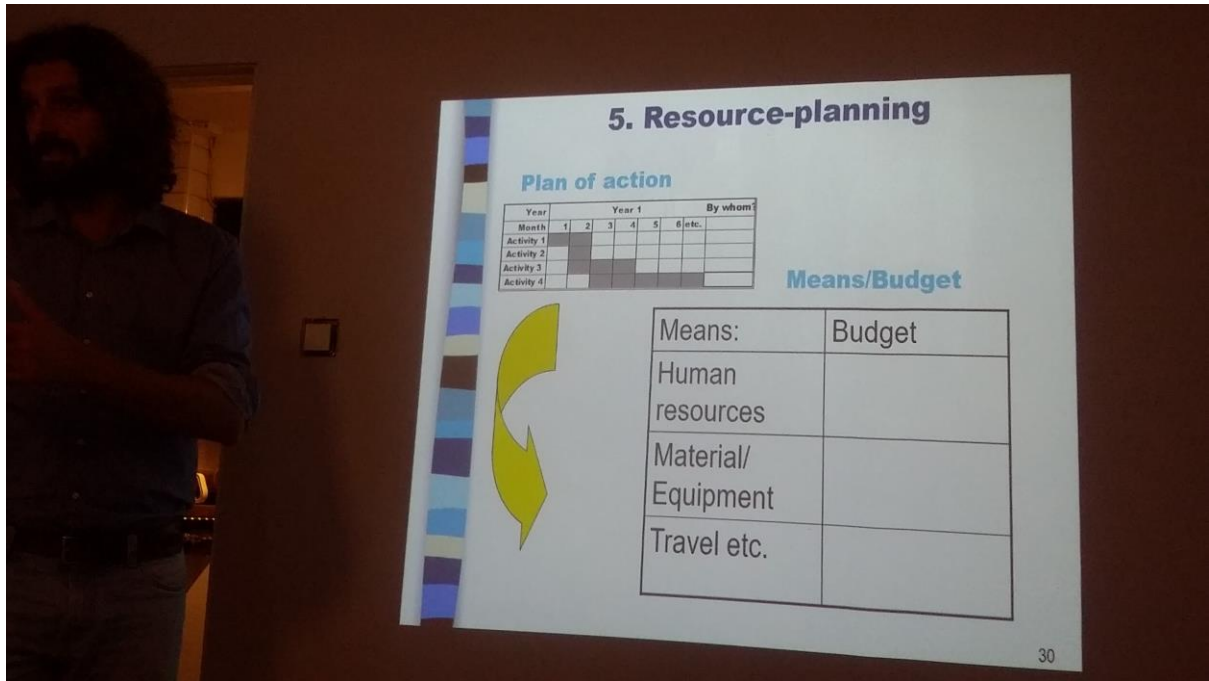 5. Resource-planning
Plan of action
Year Year 1 By whom?
Month 1 2 3 4 5 6 etc.
Activity 1
Activity 2
Activity 3
Activity 4
Means/Budget
Means: Budget
Human
resources
Material/
Equipment
Travel etc.
30